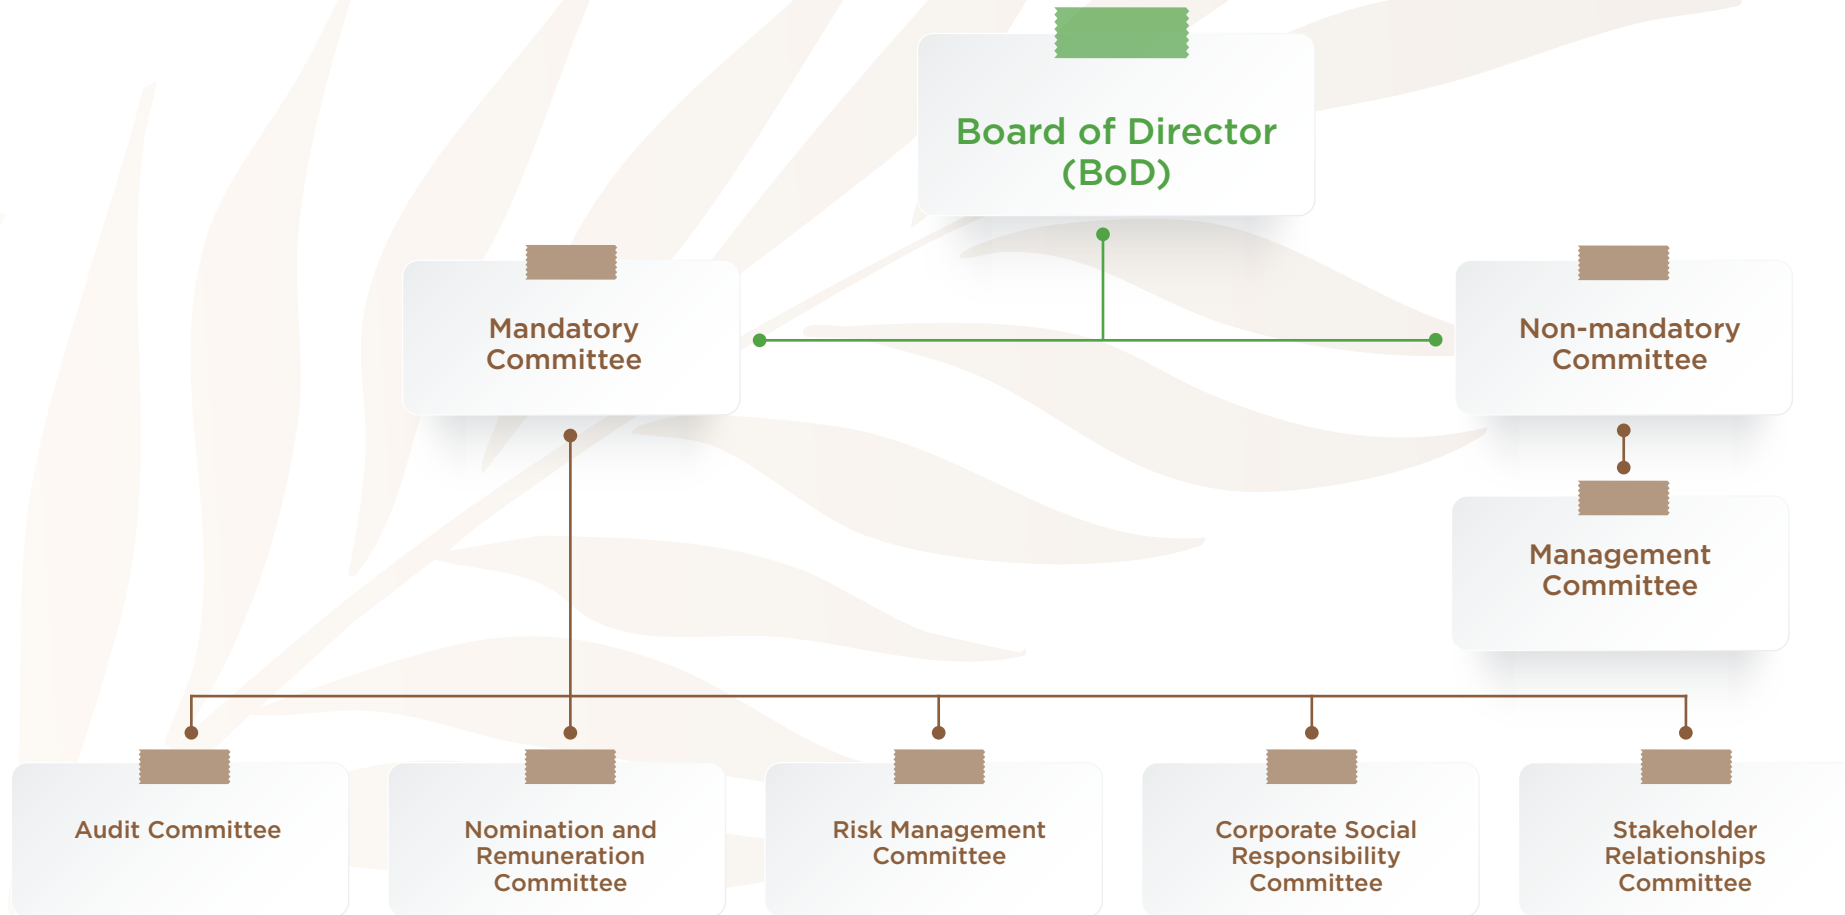 Board of Director
(BoD)
Mandatory
Committee
Non-mandatory
Committee
Management
Committee
Audit Committee
Nomination and
Remuneration
Committee
Risk Management
Committee
Corporate Social
Responsibility
Committee
Stakeholder
Relationships
Committee